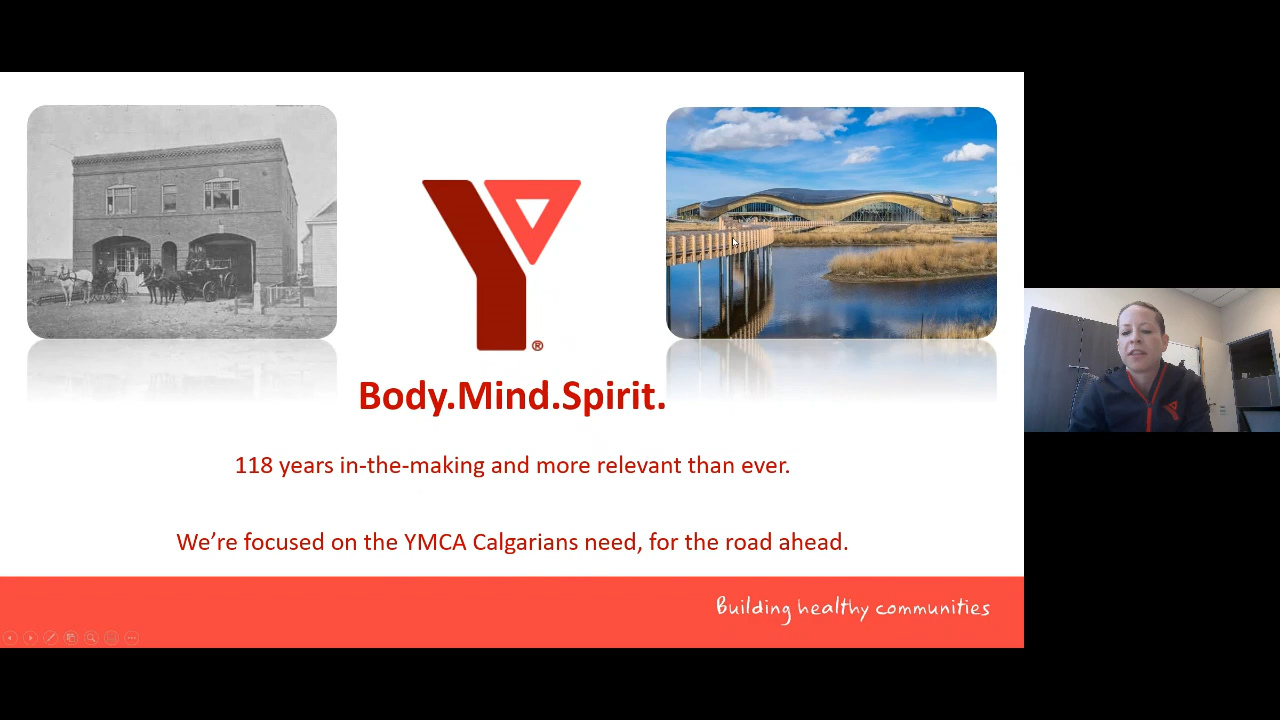 Y®
Body.Mind.Spirit.
118 years in-the-making and more relevant than ever.
We’re focused on the YMCA Calgarians need, for the road ahead.
Building healthy communities